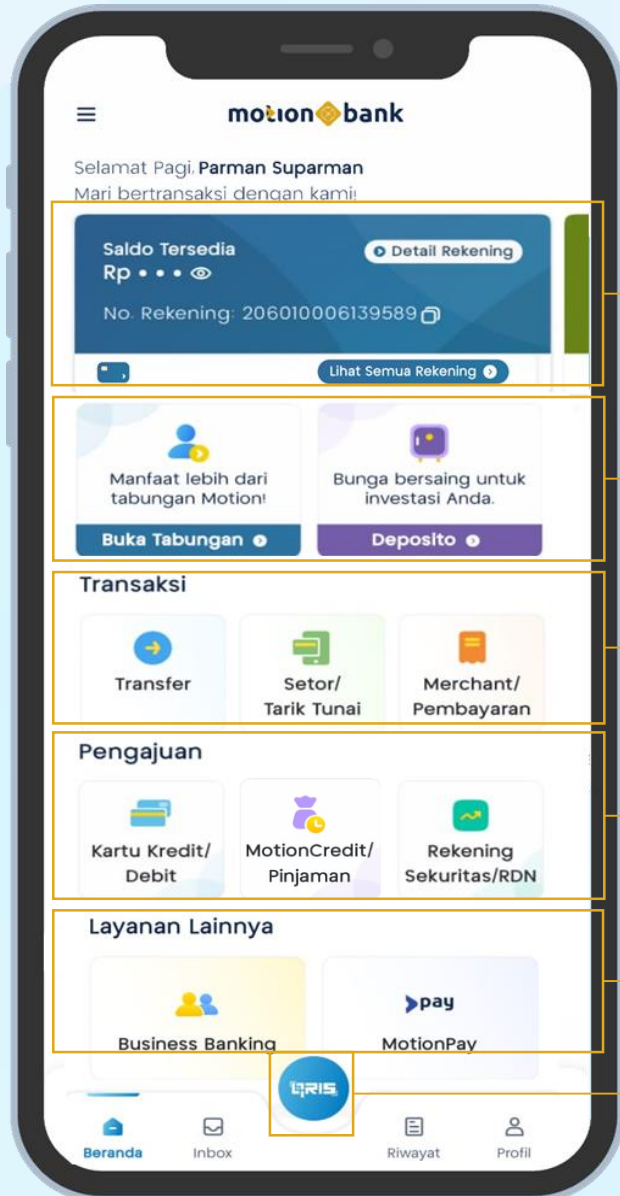 motion bank
Selamat Pagi, Parman Suparman
Mari bertransaksi dengan kami!
Saldo Tersedia
Detail Rekening
Rp • • •
No. Rekening: 206010006139589
Lihat Semua Rekening
Manfaat lebih dari
tabungan Motion!
Buka Tabungan
Bunga bersaing untuk
investasi Anda.
Deposito
Transaksi
Transfer
Setor/
Tarik Tunai
Merchant/
Pembayaran
Pengajuan
Kartu Kredit/
Debit
MotionCredit/
Pinjaman
Rekening
Sekuritas/RDN
Layanan Lainnya
Business Banking
pay
MotionPay
QRIS
Beranda
Inbox
Riwayat
Profil